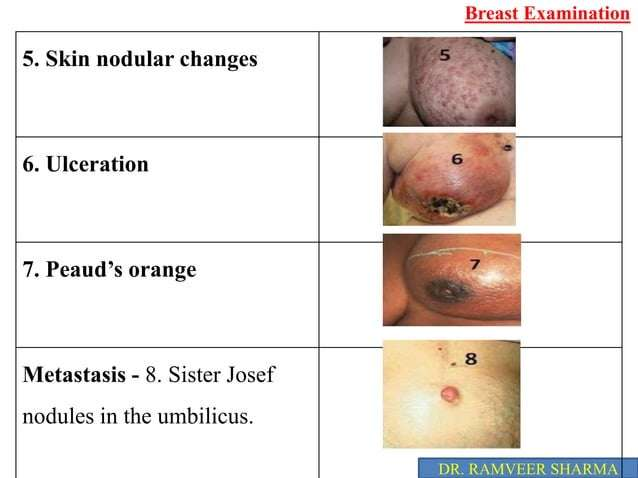 Breast Examination
5. Skin nodular changes
5
6. Ulceration
6
7. Peaud’s orange
7
Metastasis - 8. Sister Josef
nodules in the umbilicus.
8
DR. RAMVEER SHARMA